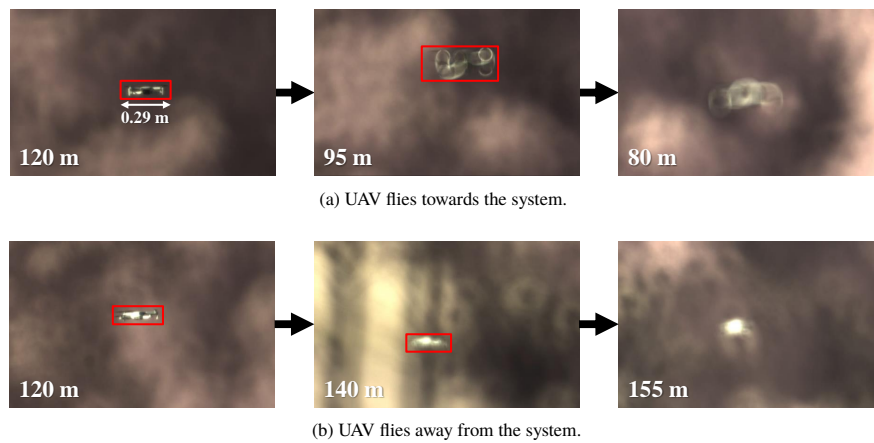 0.29 m
120 m
95 m
80 m
(a) UAV flies towards the system.
120 m
140 m
155 m
(b) UAV flies away from the system.